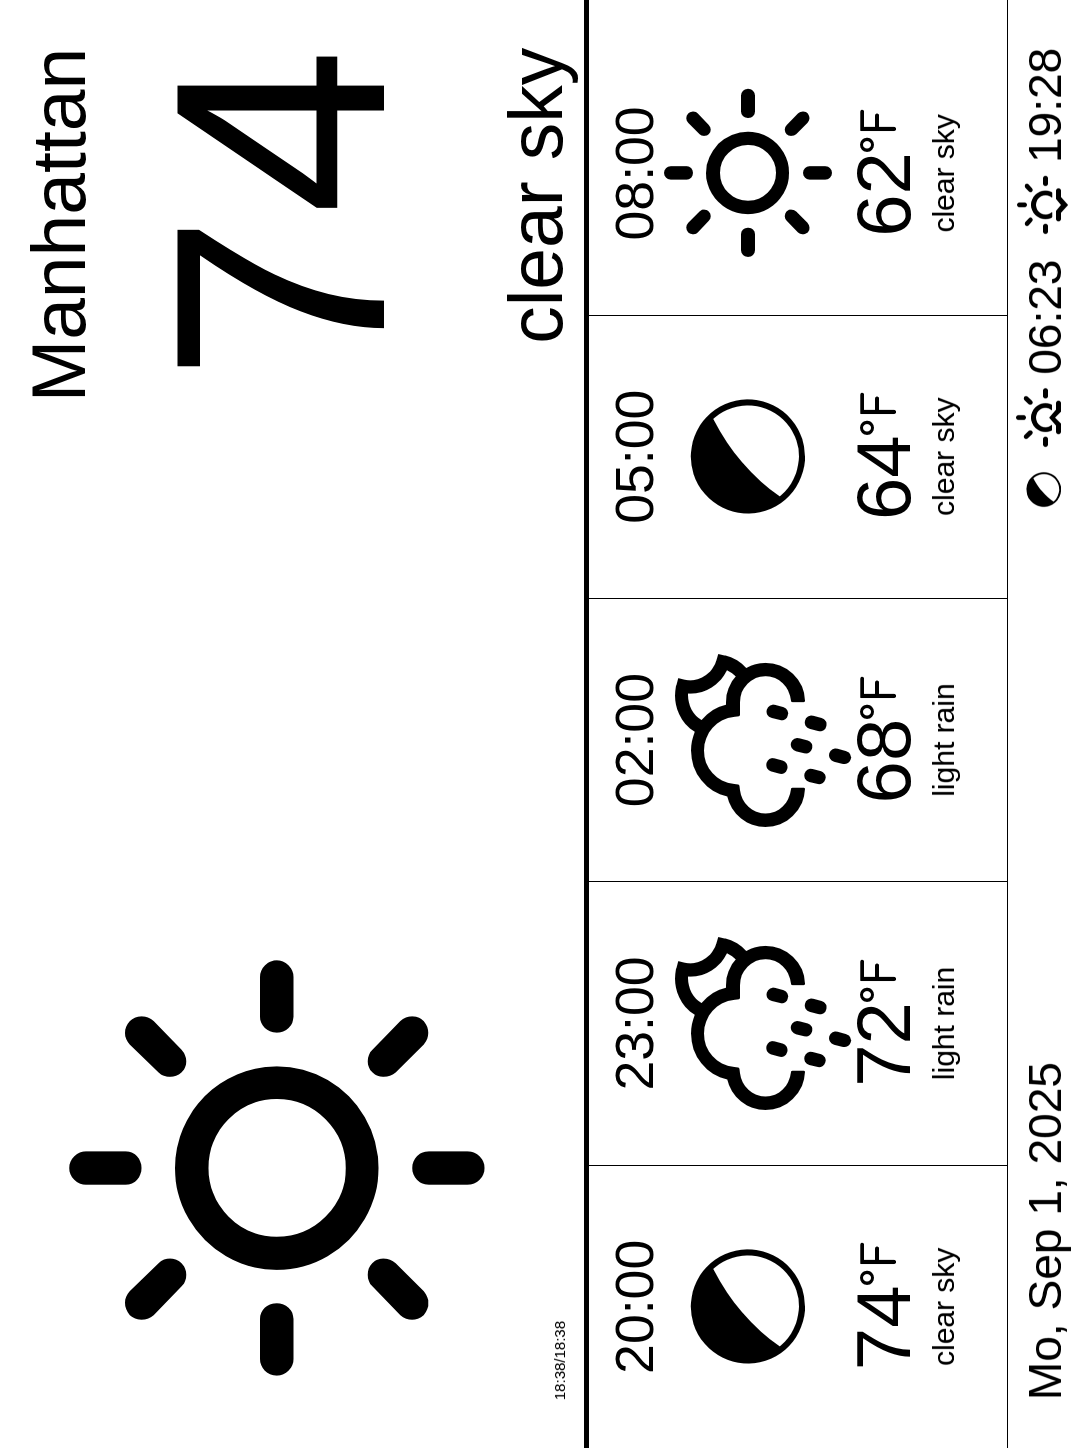 Manhattan
74
clear sky
18:38/18:38
20:00
74°F
clear sky
23:00
72°F
light rain
02:00
68°F
light rain
05:00
64°F
clear sky
08:00
62°F
clear sky
Mo, Sep 1, 2025
06:23
19:28